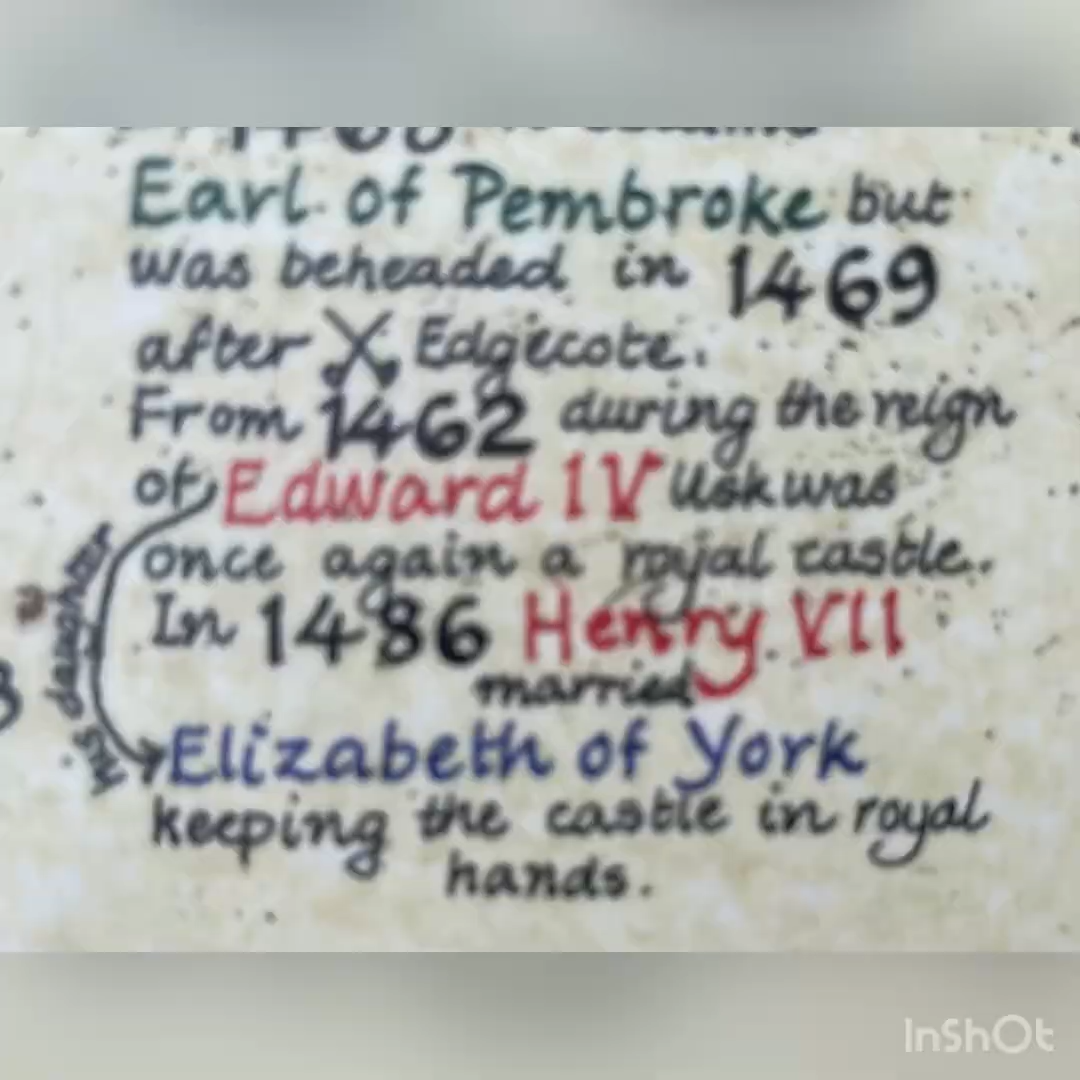 Earl of Pembroke but
was beheaded in 1469
after Edgecote.
From 1462 during the reign
of Edward IV Usk was
once again a royal castle.
In 1486 Henry VII
married
his daughter
Elizabeth of York
keeping the castle in royal
hands.
InShOt